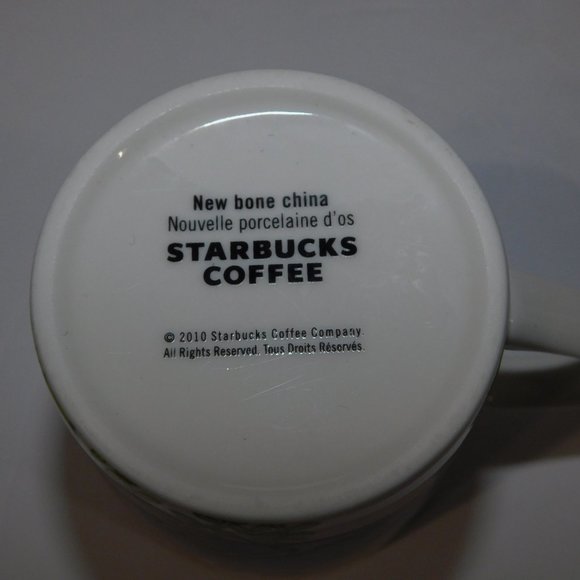 New bone china
Nouvelle porcelaine d'os
STARBUCKS
COFFEE
© 2010 Starbucks Coffee Company.
All Rights Reserved. Tous Droits Réservés.